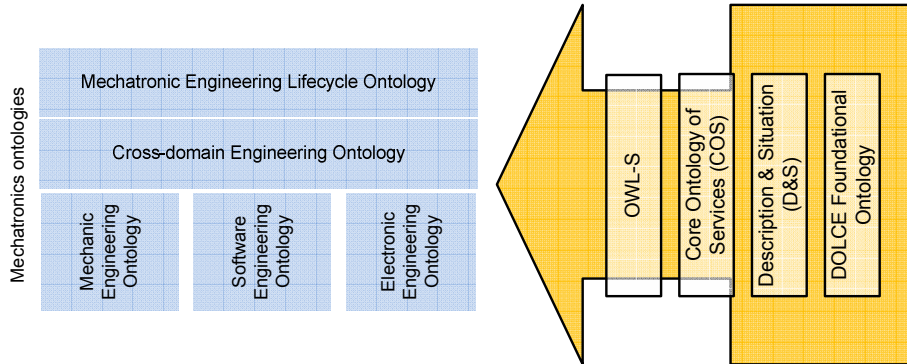 Mechatronics ontologies
Mechatronic Engineering Lifecycle Ontology
Cross-domain Engineering Ontology
Mechanic
Engineering
Ontology
Software
Engineering
Ontology
Electronic
Engineering
Ontology
OWL-S
Core Ontology of
Services (COS)
Description & Situation
(D&S)
DOLCE Foundational
Ontology